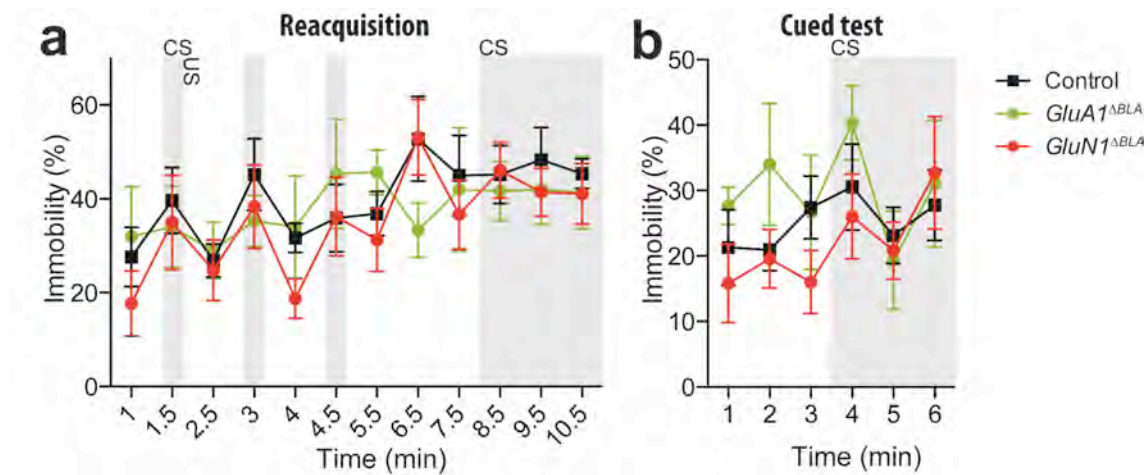 a
Reacquisition
CS
US
CS
Immobility (%)
60
40
20
0
1
1.5
2.5
3
4
4.5
5.5
6.5
7.5
8.5
9.5
10.5
Time (min)
b
Cued test
CS
Immobility (%)
50
40
30
20
10
0
1 2 3 4 5 6
Time (min)
Control
GluA1ΔBLA
GluN1ΔBLA